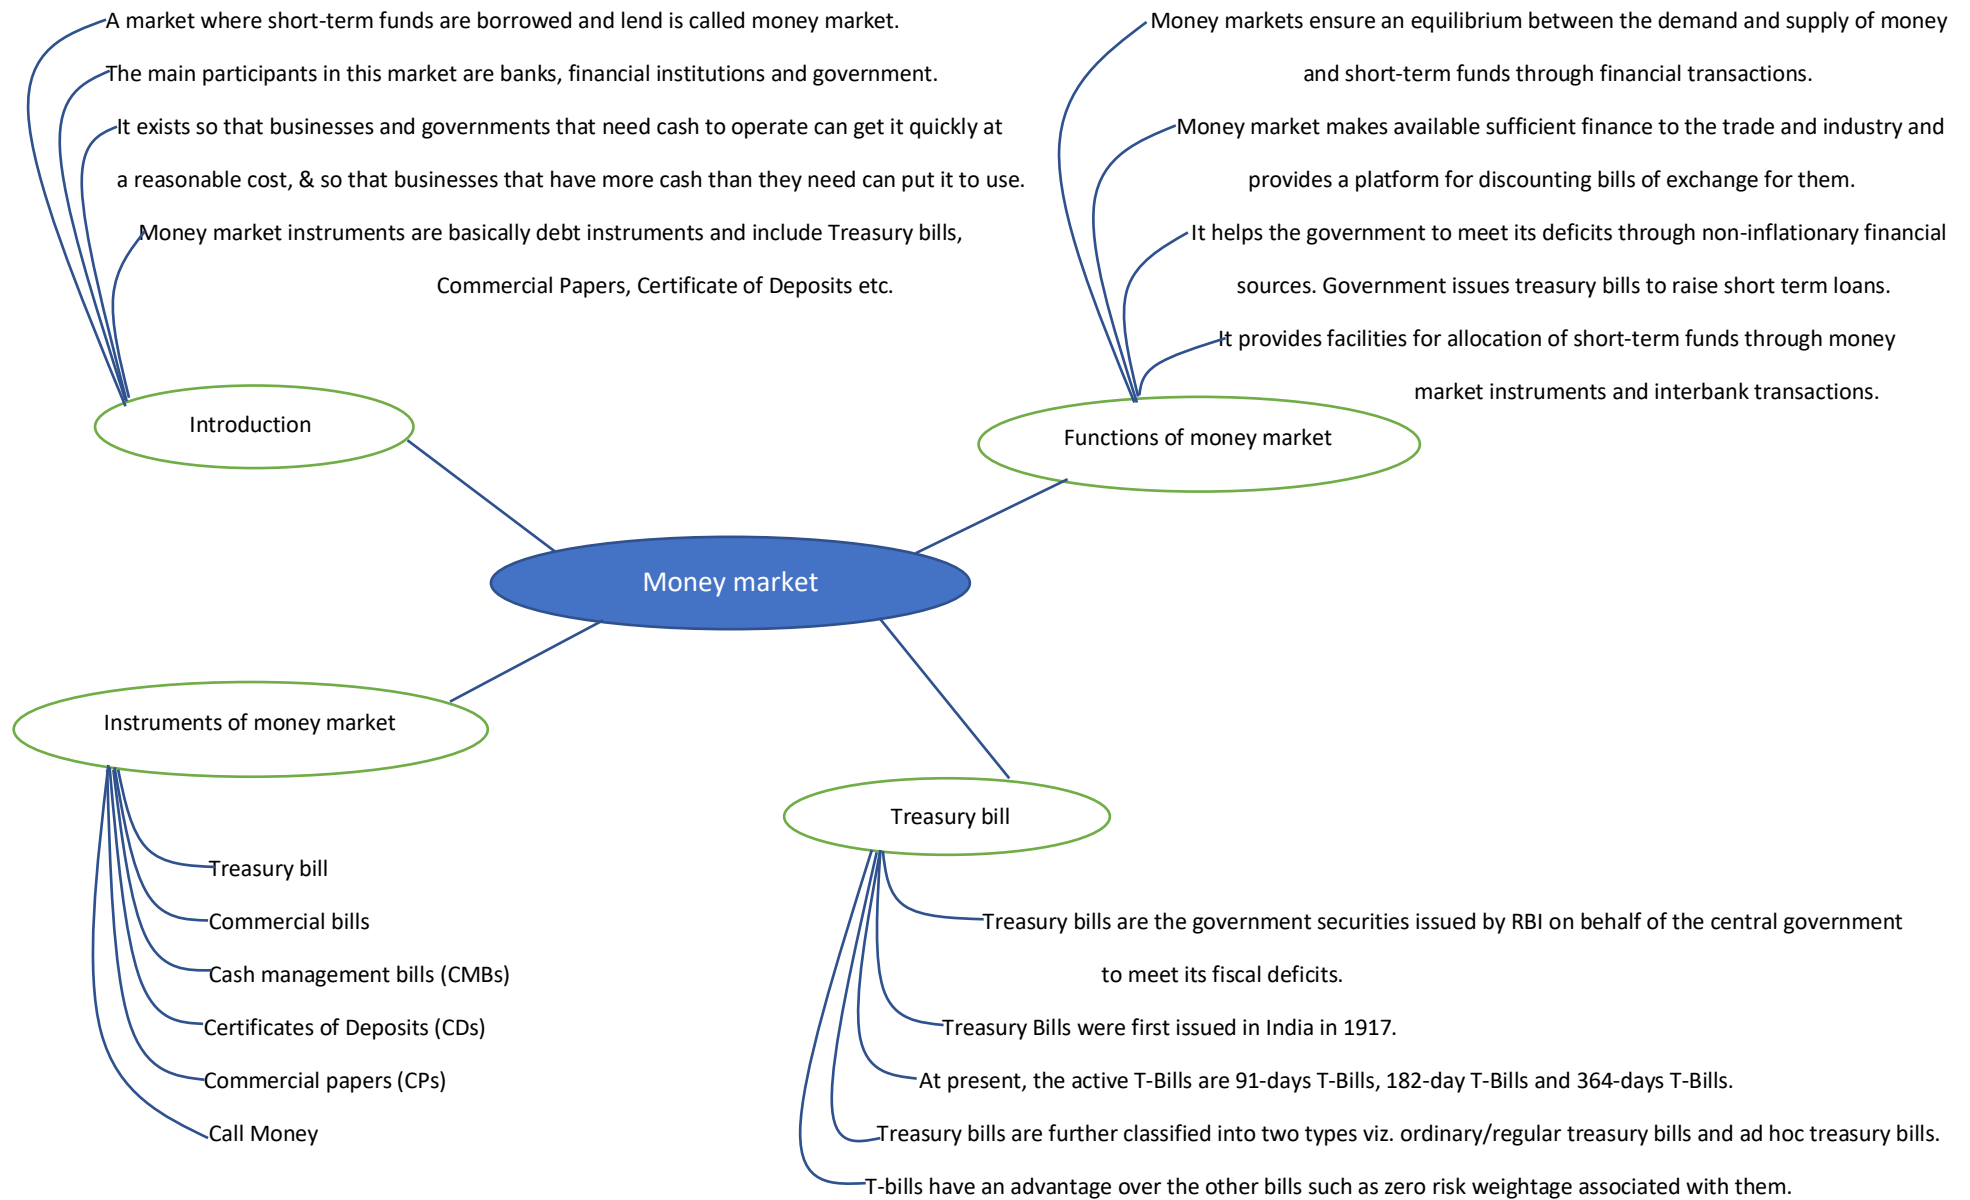 A market where short-term funds are borrowed and lend is called money market.
The main participants in this market are banks, financial institutions and government.
It exists so that businesses and governments that need cash to operate can get it quickly at
a reasonable cost, & so that businesses that have more cash than they need can put it to use.
Money market instruments are basically debt instruments and include Treasury bills,
Commercial Papers, Certificate of Deposits etc.
Introduction
Money markets ensure an equilibrium between the demand and supply of money
and short-term funds through financial transactions.
Money market makes available sufficient finance to the trade and industry and
provides a platform for discounting bills of exchange for them.
It helps the government to meet its deficits through non-inflationary financial
sources. Government issues treasury bills to raise short term loans.
It provides facilities for allocation of short-term funds through money
market instruments and interbank transactions.
Functions of money market
Money market
Instruments of money market
Treasury bill
Commercial bills
Cash management bills (CMBs)
Certificates of Deposits (CDs)
Commercial papers (CPs)
Call Money
Treasury bill
Treasury bills are the government securities issued by RBI on behalf of the central government
to meet its fiscal deficits.
Treasury Bills were first issued in India in 1917.
At present, the active T-Bills are 91-days T-Bills, 182-day T-Bills and 364-days T-Bills.
Treasury bills are further classified into two types viz. ordinary/regular treasury bills and ad hoc treasury bills.
T-bills have an advantage over the other bills such as zero risk weightage associated with them.